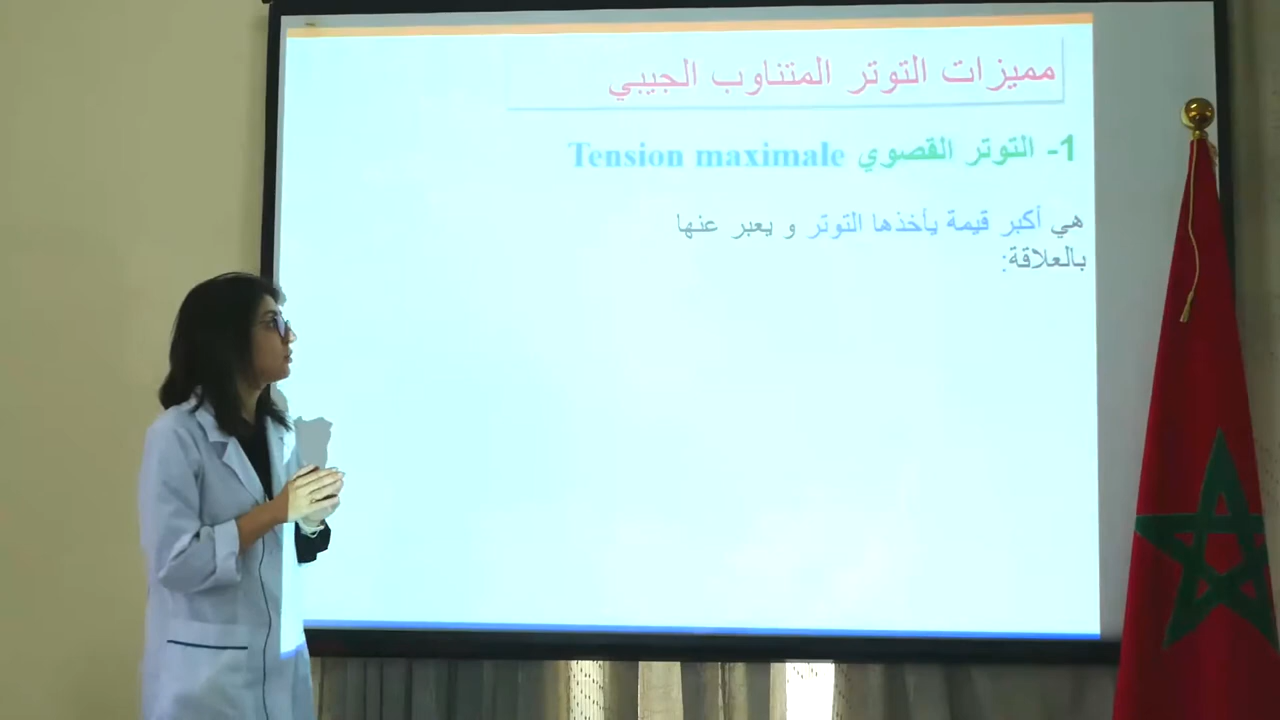 مميزات التوتر المتناوب الجيبي
1- التوتر القصوي Tension maximale
هي أكبر قيمة يأخذها التوتر و يعبر عنها
بالعلاقة: